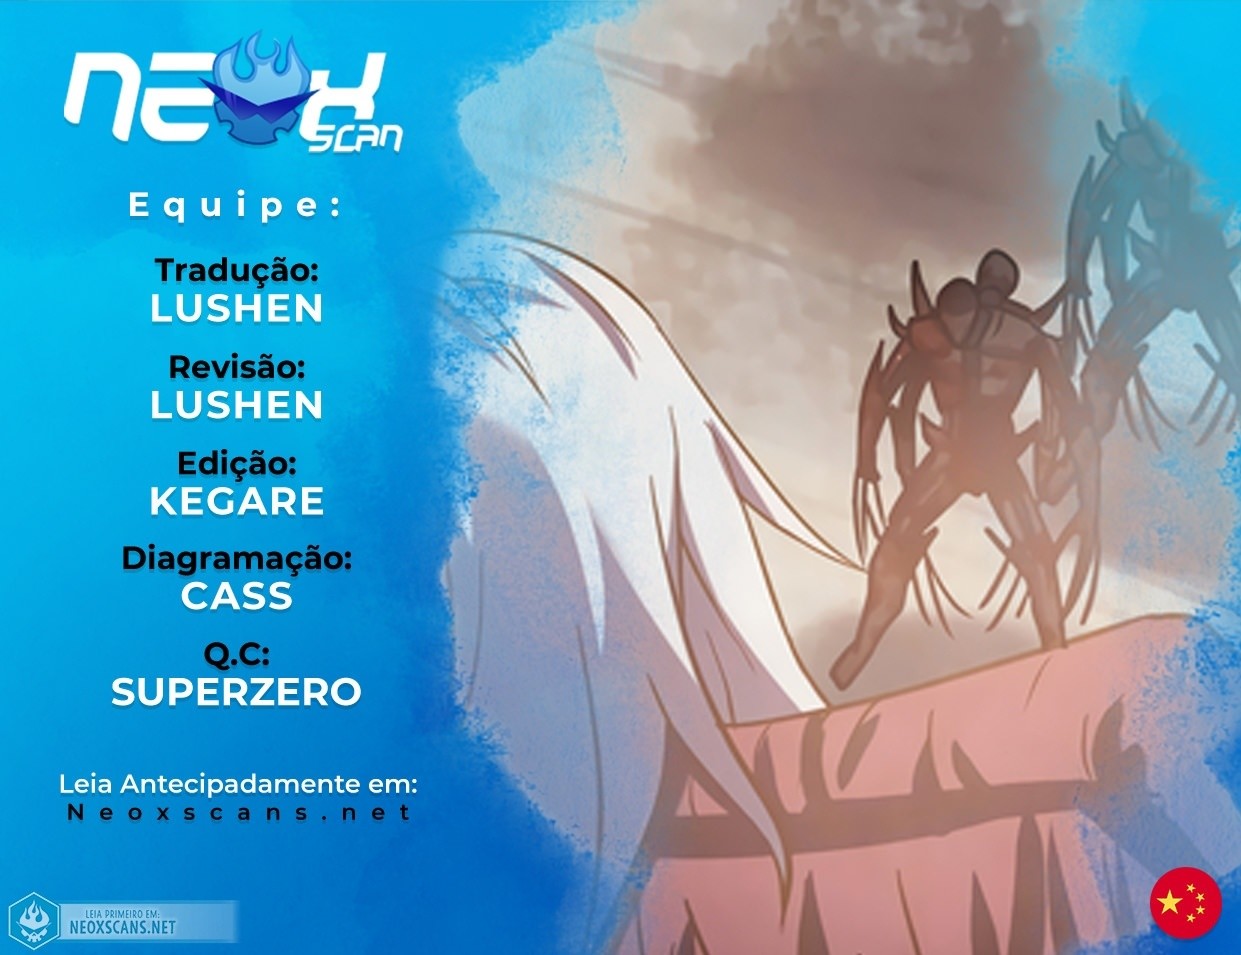 NEOX
SCAN
Equipe:
Tradução:
LUSHEN
Revisão:
LUSHEN
Edição:
KEGARE
Diagramação:
CASS
Q.C:
SUPERZERO
Leia Antecipadamente em:
Neoxscans.net
LEIA PRIMEIRO EM:
NEOXSCANS.NET